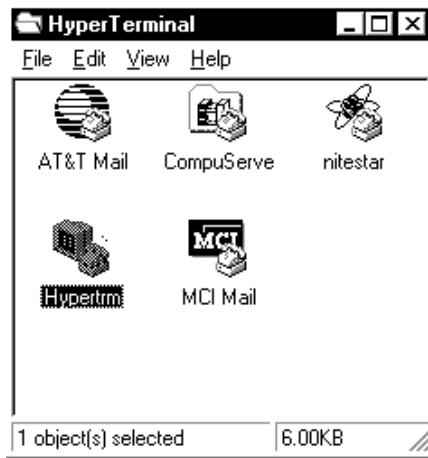 HyperTerminal
File Edit View Help
AT&T Mail CompuServe nitestar
MCI
Hypertrm MCI Mail
1 object(s) selected 6.00KB